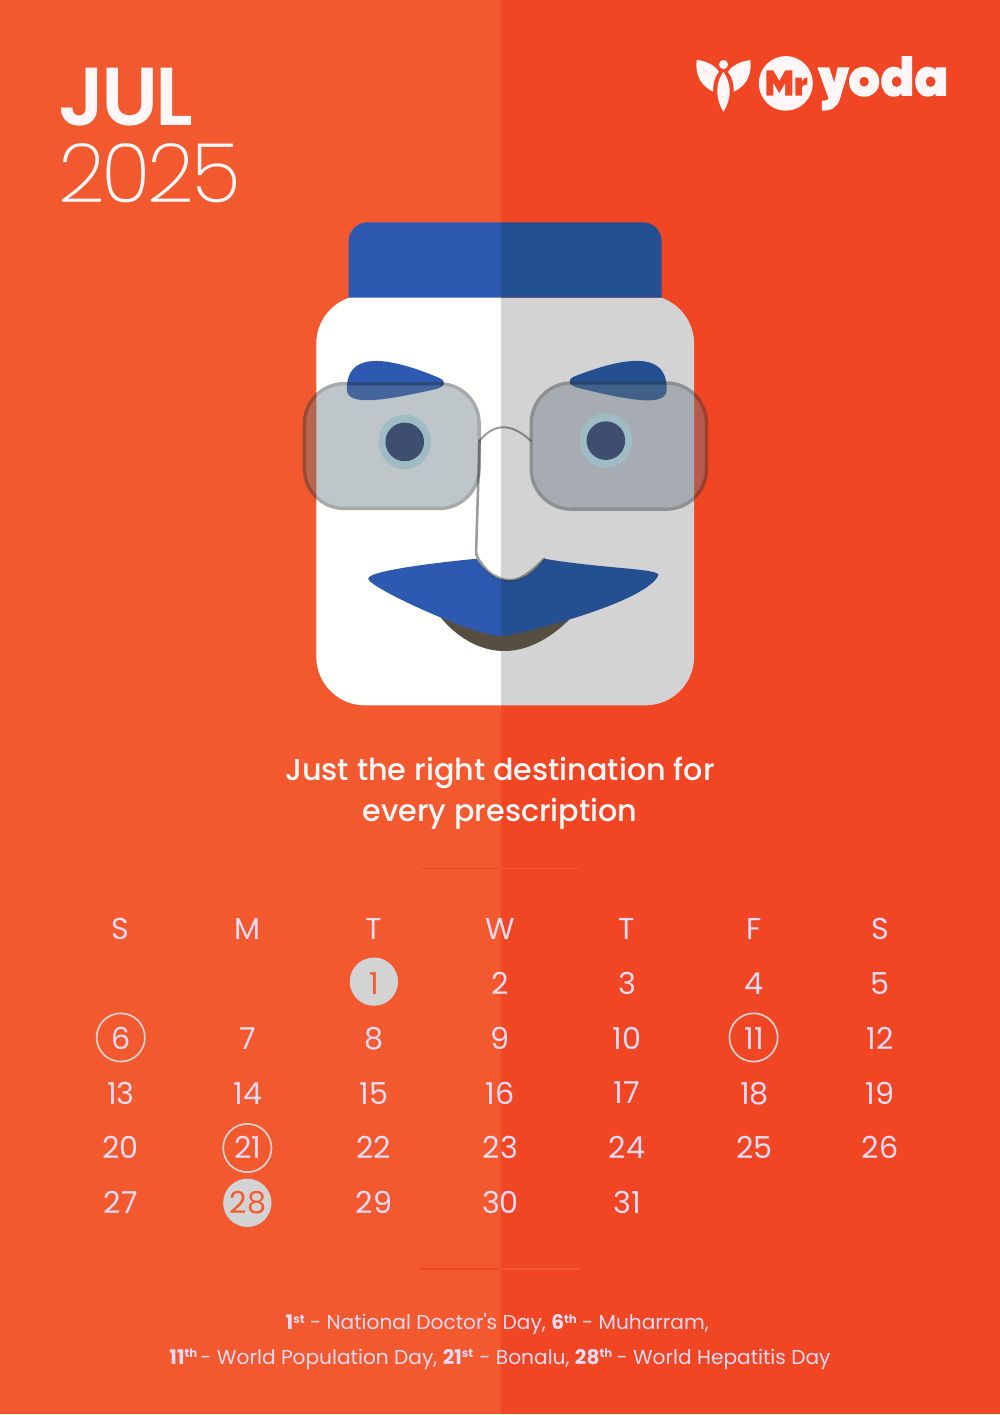 JUL
2025
Mr yoda
Just the right destination for
every prescription
S M T W T F S
1 2 3 4 5
6 7 8 9 10 11 12
13 14 15 16 17 18 19
20 21 22 23 24 25 26
27 28 29 30 31
1st - National Doctor's Day, 6th - Muharram,
11th - World Population Day, 21st - Bonalu, 28th - World Hepatitis Day